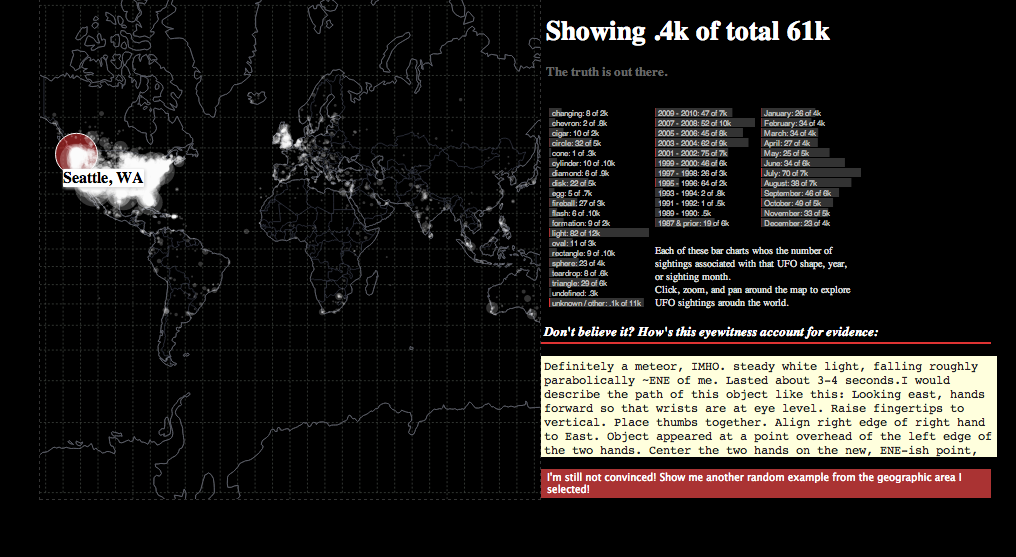 Showing .4k of total 61k
The truth is out there.
Seattle, WA
changing: 8 of 2k
chevron: 2 of .8k
cigar: 10 of 2k
circle: 32 of 5k
cone: 1 of .3k
cylinder: 10 of .10k
diamond: 6 of .9k
disk: 22 of 5k
egg: 5 of .7k
fireball: 27 of 3k
flash: 6 of .10k
formation: 9 of 2k
light: 82 of 12k
oval: 11 of 3k
rectangle: 9 of .10k
sphere: 23 of 4k
teardrop: 8 of .6k
triangle: 29 of 6k
undefined: .3k
unknown / other: .1k of 11k
2009 - 2010: 47 of 7k
2007 - 2008: 52 of 10k
2005 - 2006: 45 of 8k
2003 - 2004: 62 of 9k
2001 - 2002: 75 of 7k
1999 - 2000: 46 of 6k
1997 - 1998: 26 of 3k
1995 - 1996: 64 of 2k
1993 - 1994: 2 of .8k
1991 - 1992: 1 of .5k
1989 - 1990: .5k
1987 & prior: 19 of 6k
January: 26 of 4k
February: 34 of 4k
March: 34 of 4k
April: 27 of 4k
May: 25 of 5k
June: 34 of 6k
July: 70 of 7k
August: 38 of 7k
September: 46 of 6k
October: 49 of 5k
November: 33 of 5k
December: 23 of 4k
Each of these bar charts whos the number of
sightings associated with that UFO shape, year,
or sighting month.
Click, zoom, and pan around the map to explore
UFO sightings aroudn the world.
Don't believe it? How's this eyewitness account for evidence:
Definitely a meteor, IMHO. steady white light, falling roughly
parabolically ~ENE of me. Lasted about 3-4 seconds.I would
describe the path of this object like this: Looking east, hands
forward so that wrists are at eye level. Raise fingertips to
vertical. Place thumbs together. Align right edge of right hand
to East. Object appeared at a point overhead of the left edge of
the two hands. Center the two hands on the new, ENE-ish point,
I'm still not convinced! Show me another random example from the geographic area I
selected!